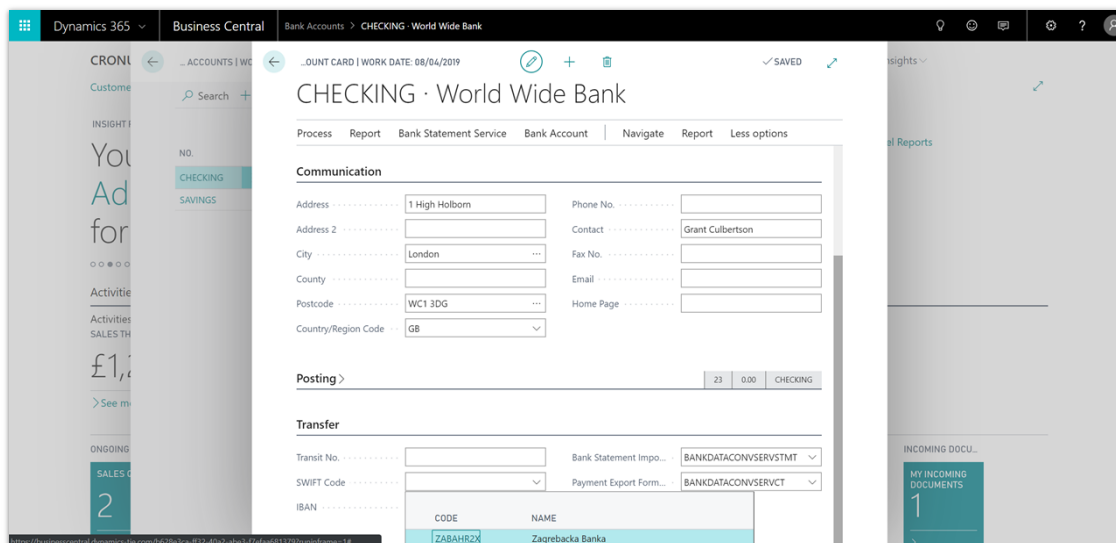 Dynamics 365 Business Central Bank Accounts > CHECKING · World Wide Bank ?
CRONU
... ACCOUNTS | WO
...OUNT CARD | WORK DATE: 08/04/2019 SAVED
nsights
Custome
Search +
CHECKING · World Wide Bank
INSIGHT F
You
Ad
for
NO.
CHECKING
SAVINGS
Process Report Bank Statement Service Bank Account Navigate Report Less options
el Reports
Communication
Address 1 High Holborn Phone No.
Address 2 Contact Grant Culbertson
City London ... Fax No.
County Email
Postcode WC1 3DG ... Home Page
Country/Region Code GB
Activitie
Activities
SALES TH
£1,2
>See mo
Posting > 23 0.00 CHECKING
Transfer
Transit No. Bank Statement Impo... BANKDATACONVSERVSTMT
SWIFT Code Payment Export Form... BANKDATACONVSERVCT
IBAN
CODE NAME
ZABAHR2X Zagrebacka Banka
ONGOING
SALES O
2
INCOMING DOCU...
MY INCOMING
DOCUMENTS
1